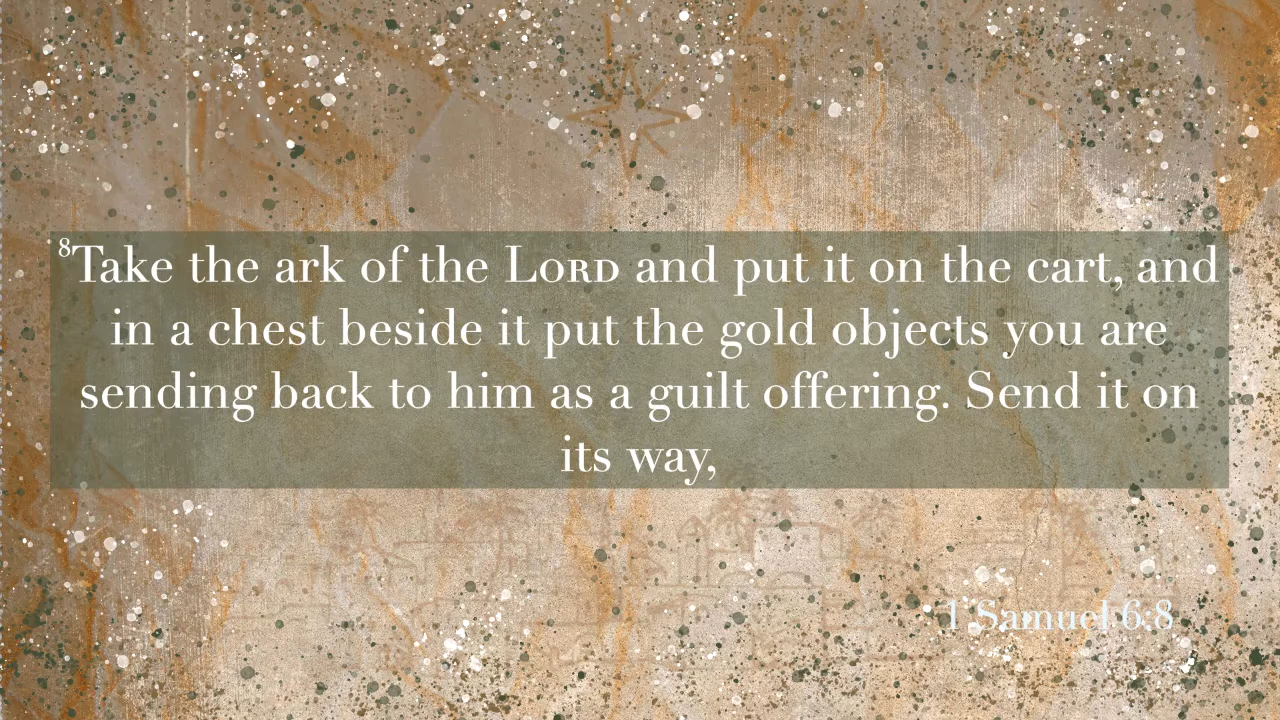 ⁸Take the ark of the LORD and put it on the cart, and
in a chest beside it put the gold objects you are
sending back to him as a guilt offering. Send it on
its way,
1 Samuel 6:8